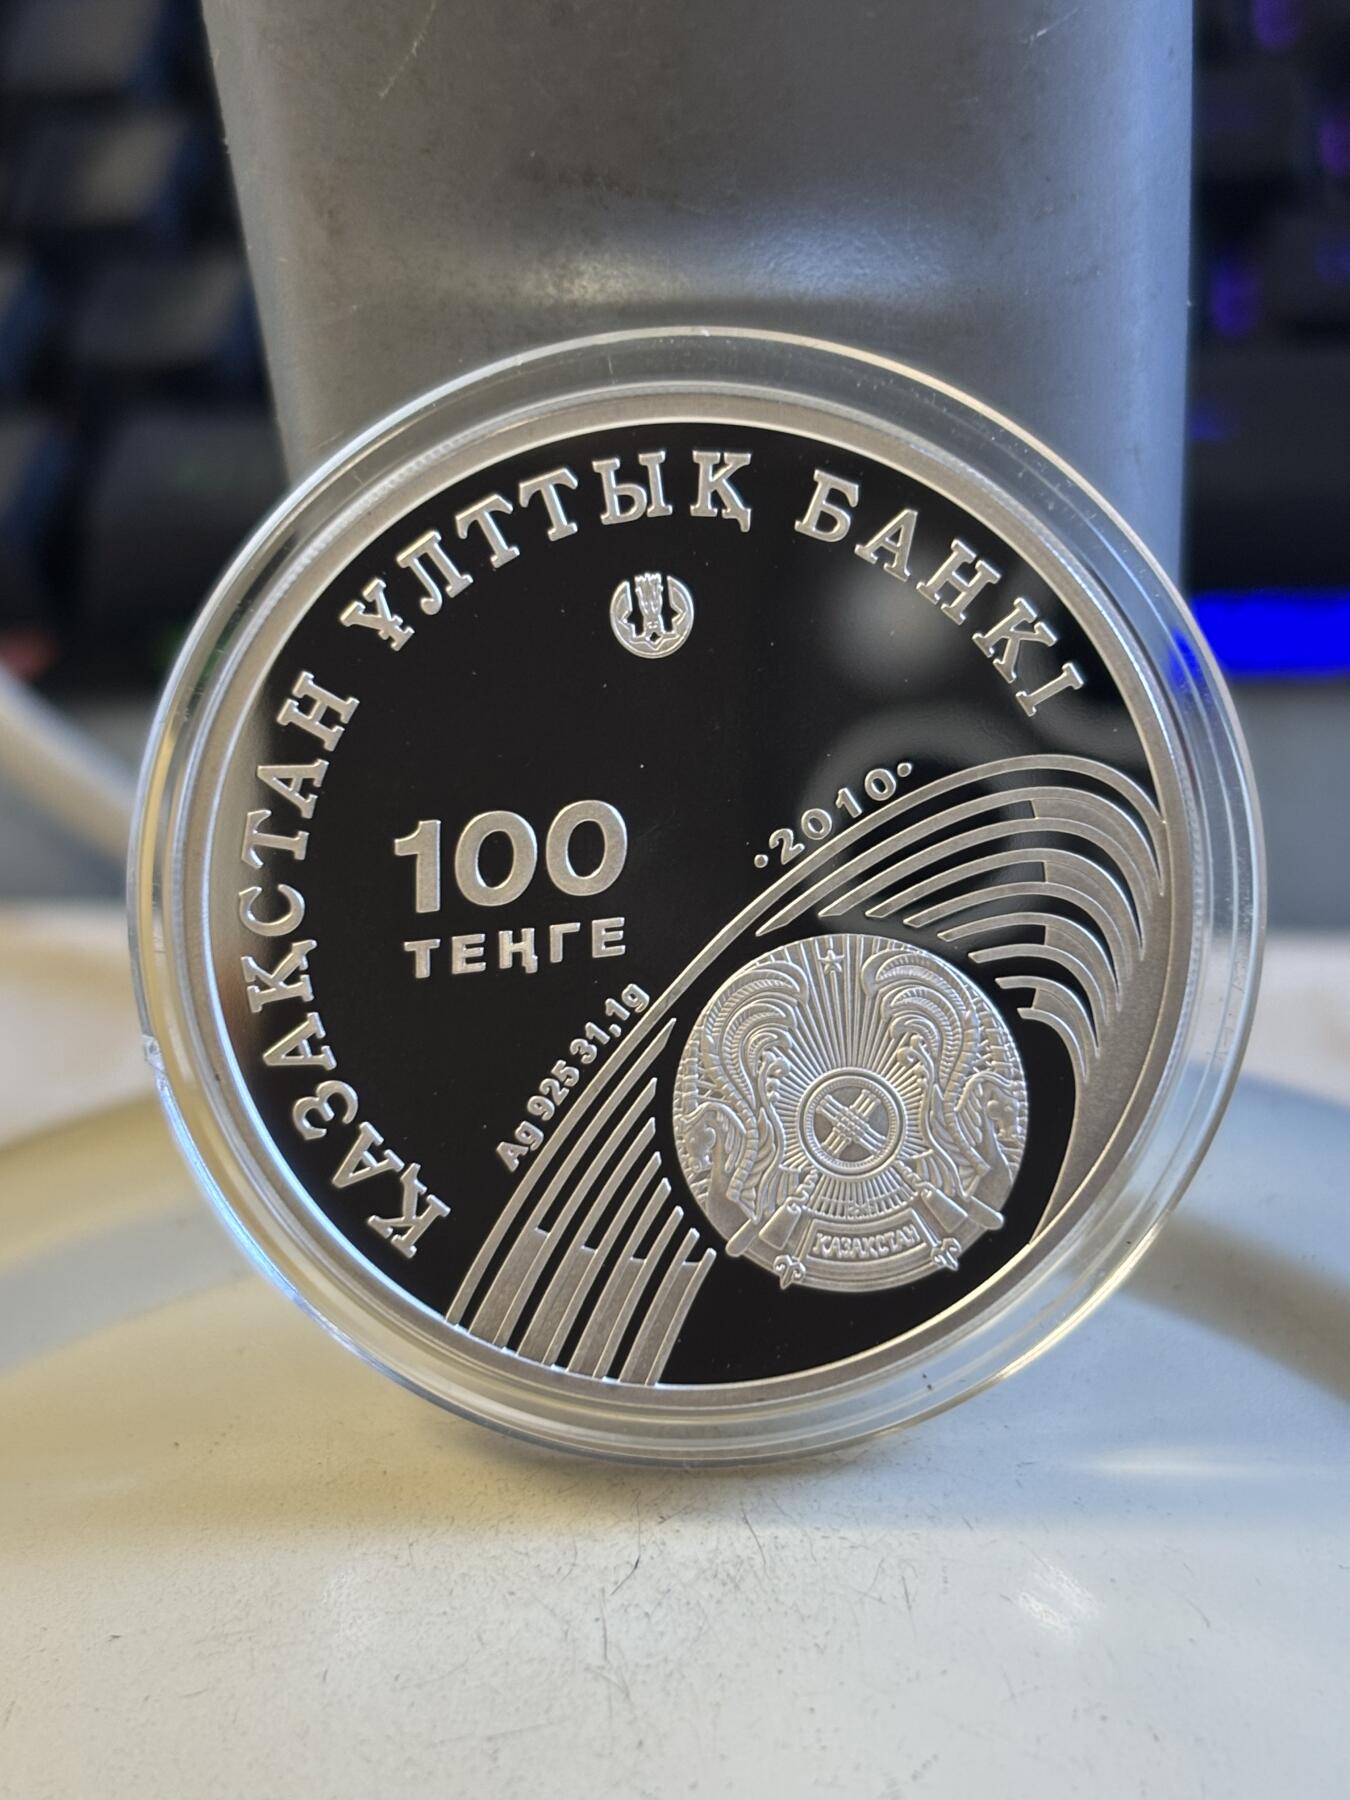 ҚАЗАҚСТАН ҰЛТТЫҚ БАНКІ
•2010•
100
ТЕҢГЕ
Ag 925 31,1g
ҚАЗАҚСТАН